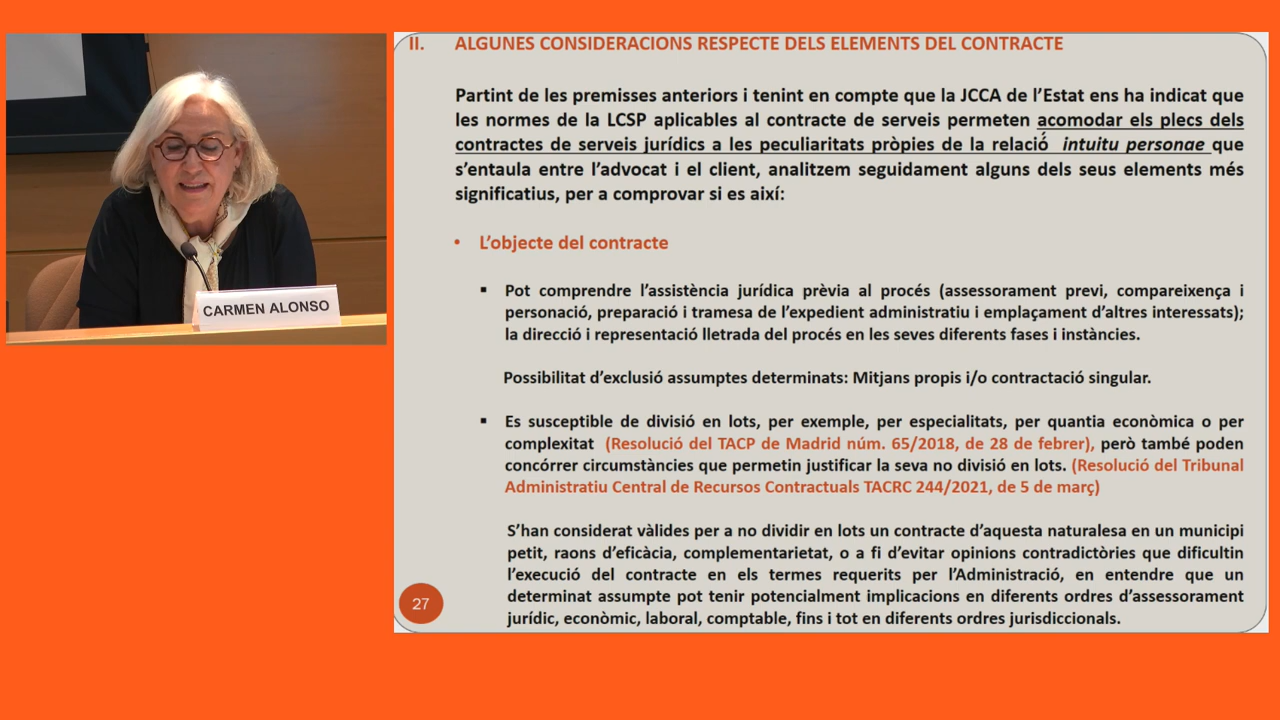 CARMEN ALONSO
II. ALGUNES CONSIDERACIONS RESPECTE DELS ELEMENTS DEL CONTRACTE
Partint de les premisses anteriors i tenint en compte que la JCCA de l’Estat ens ha indicat que
les normes de la LCSP aplicables al contracte de serveis permeten acomodar els plecs dels
contractes de serveis jurídics a les peculiaritats pròpies de la relació intuitu personae que
s’entaula entre l’advocat i el client, analitzem seguidament alguns dels seus elements més
significatius, per a comprovar si es així:
• L’objecte del contracte
▪ Pot comprendre l’assistència jurídica prèvia al procés (assessorament previ, compareixença i
personació, preparació i tramesa de l’expedient administratiu i emplaçament d’altres interessats);
la direcció i representació lletrada del procés en les seves diferents fases i instàncies.
Possibilitat d’exclusió assumptes determinats: Mitjans propis i/o contractació singular.
▪ Es susceptible de divisió en lots, per exemple, per especialitats, per quantia econòmica o per
complexitat (Resolució del TACP de Madrid núm. 65/2018, de 28 de febrer), però també poden
concórrer circumstàncies que permetin justificar la seva no divisió en lots. (Resolució del Tribunal
Administratiu Central de Recursos Contractuals TACRC 244/2021, de 5 de març)
S’han considerat vàlides per a no dividir en lots un contracte d’aquesta naturalesa en un municipi
petit, raons d’eficàcia, complementarietat, o a fi d’evitar opinions contradictòries que dificultin
l’execució del contracte en els termes requerits per l’Administració, en entendre que un
determinat assumpte pot tenir potencialment implicacions en diferents ordres d’assessorament
jurídic, econòmic, laboral, comptable, fins i tot en diferents ordres jurisdiccionals.
27